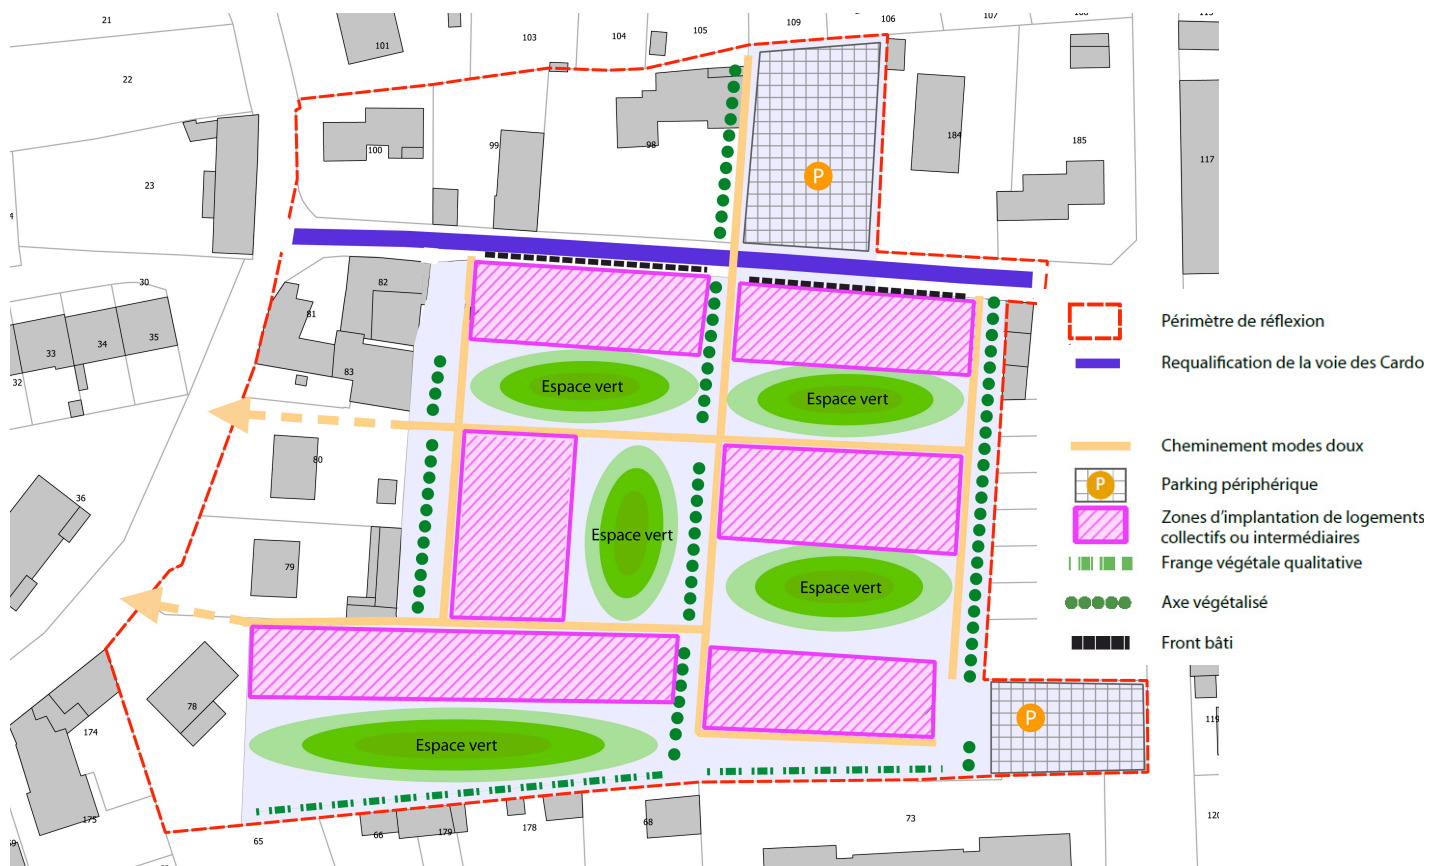 21
101
103
104
105
109
106
107
22
184
185
117
100
99
98
23
P
30
82
81
33
34
35
32
83
Espace vert
Espace vert
80
36
Espace vert
79
Espace vert
78
174
Espace vert
P
119
175
65
66
179
178
68
73
120
Périmètre de réflexion
Requalification de la voie des Cardo
Cheminement modes doux
P
Parking périphérique
Zones d'implantation de logements
collectifs ou intermédiaires
Frange végétale qualitative
Axe végétalisé
Front bâti